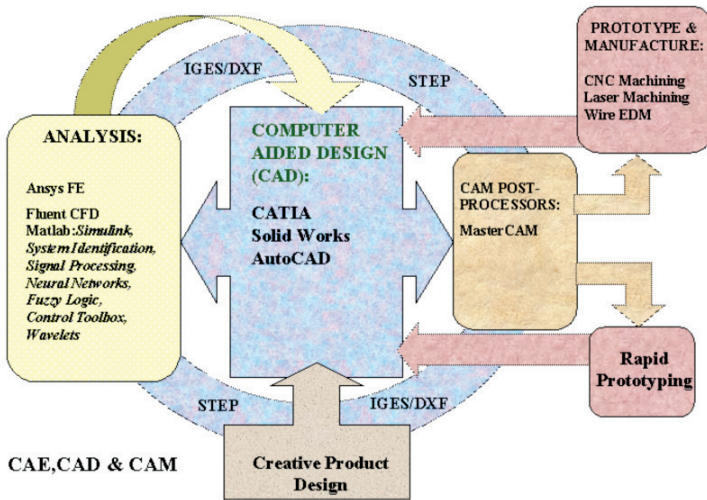 IGES/DXF
STEP
PROTOTYPE &
MANUFACTURE:
CNC Machining
Laser Machining
Wire EDM
ANALYSIS:
Ansys FE
Fluent CFD
Matlab:Simulink,
System Identification,
Signal Processing,
Neural Networks,
Fuzzy Logic,
Control Toolbox,
Wavelets
COMPUTER
AIDED DESIGN
(CAD):
CATIA
Solid Works
AutoCAD
CAM POST-
PROCESSORS:
MasterCAM
Rapid
Prototyping
STEP
IGES/DXF
Creative Product
Design
CAE,CAD & CAM